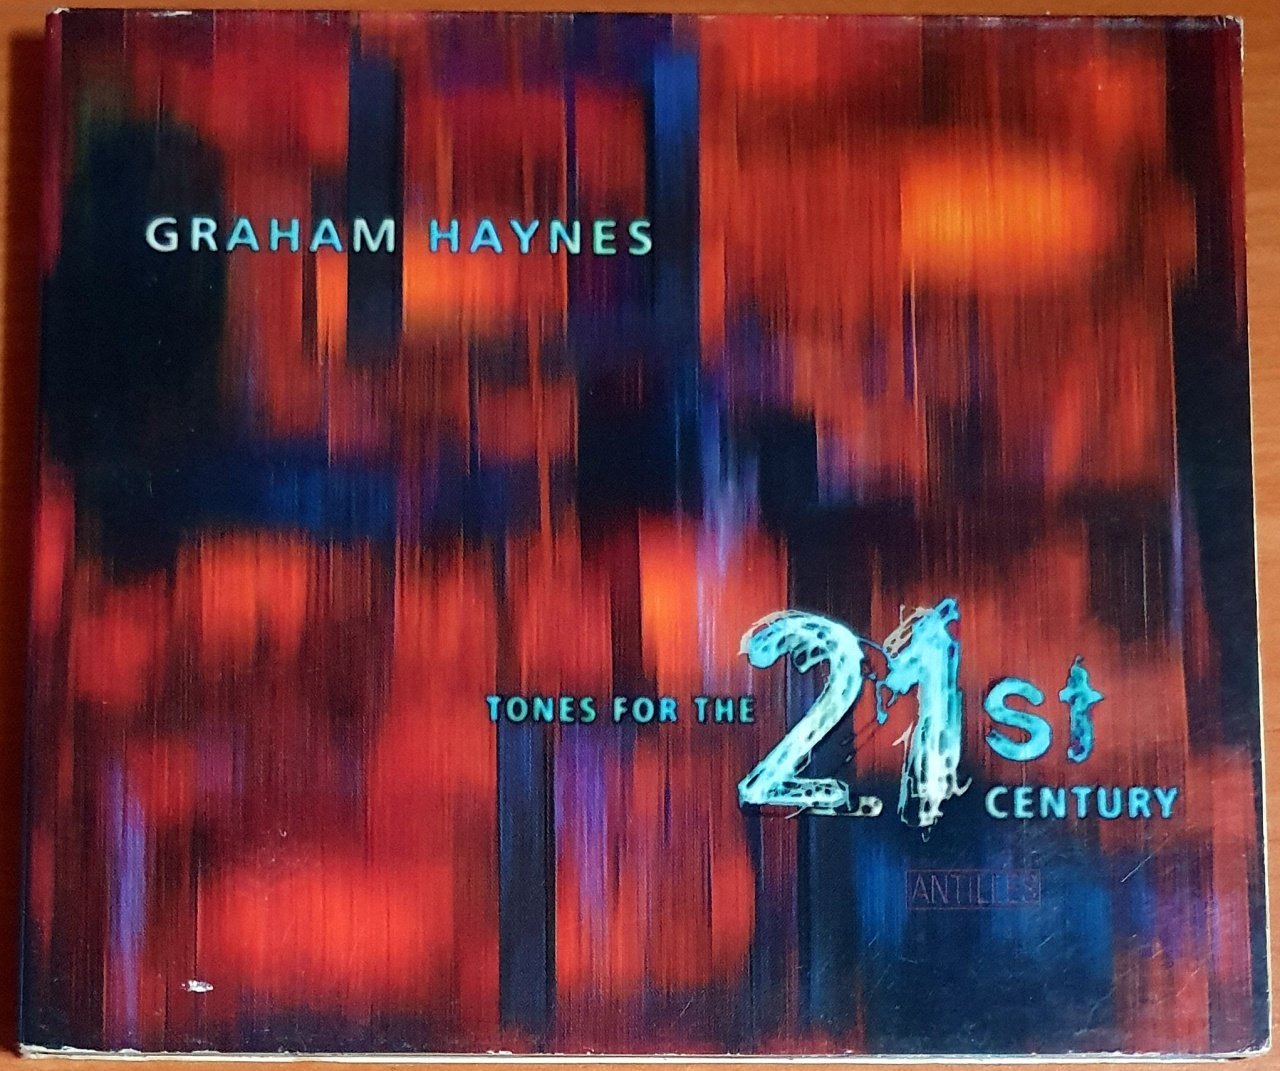 GRAHAM HAYNES
TONES FOR THE 21st
CENTURY
ANTILLES